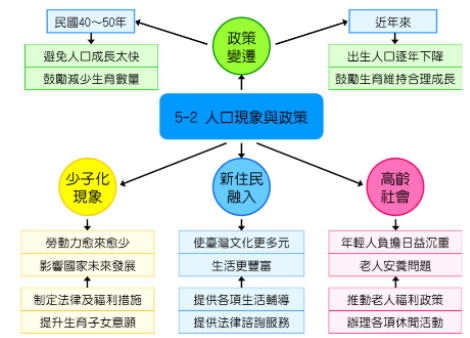 民國40～50年
政策
變遷
近年來
避免人口成長太快
鼓勵減少生育數量
出生人口逐年下降
鼓勵生育維持合理成長
5-2 人口現象與政策
少子化
現象
新住民
融入
高齡
社會
勞動力愈來愈少
影響國家未來發展
使臺灣文化更多元
生活更豐富
年輕人負擔日益沉重
老人安養問題
制定法律及福利措施
提升生育子女意願
提供各項生活輔導
提供法律諮詢服務
推動老人福利政策
辦理各項休閒活動